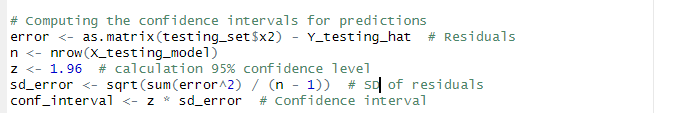 # Computing the confidence intervals for predictions
error <- as.matrix(testing_set$x2) - Y_testing_hat  # Residuals
n <- nrow(X_testing_model)
z <- 1.96  # calculation 95% confidence level
sd_error <- sqrt(sum(error^2) / (n - 1))  # SD of residuals
conf_interval <- z * sd_error  # Confidence interval